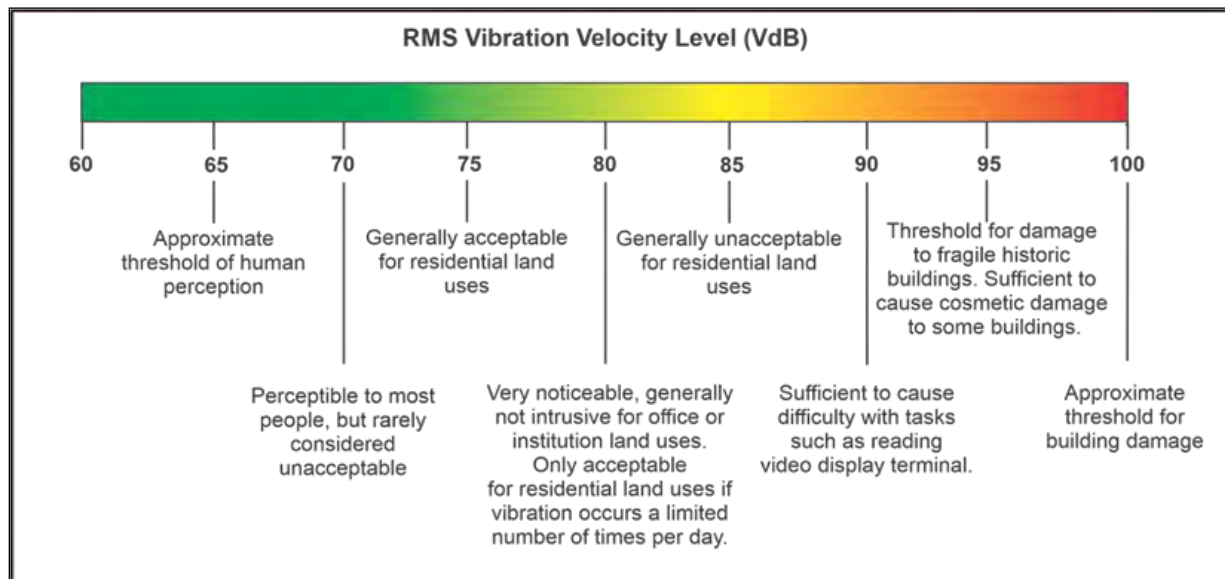 RMS Vibration Velocity Level (VdB)
60 65 70 75 80 85 90 95 100
Approximate
threshold of human
perception
Generally acceptable
for residential land
uses
Generally unacceptable
for residential land
uses
Threshold for damage
to fragile historic
buildings. Sufficient to
cause cosmetic damage
to some buildings.
Perceptible to most
people, but rarely
considered
unacceptable
Very noticeable, generally
not intrusive for office or
institution land uses.
Only acceptable
for residential land uses if
vibration occurs a limited
number of times per day.
Sufficient to cause
difficulty with tasks
such as reading
video display terminal.
Approximate
threshold for
building damage